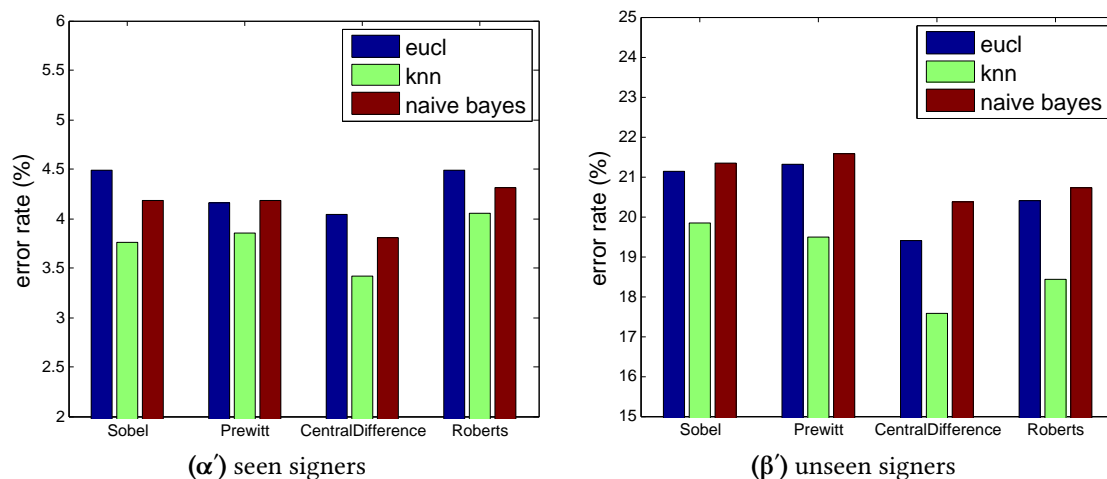 6
5.5
5
4.5
4
3.5
3
2.5
2
error rate (%)
eucl
knn
naive bayes
Sobel Prewitt CentralDifference Roberts
(α′) seen signers
25
24
23
22
21
20
19
18
17
16
15
error rate (%)
eucl
knn
naive bayes
Sobel Prewitt CentralDifference Roberts
(β′) unseen signers